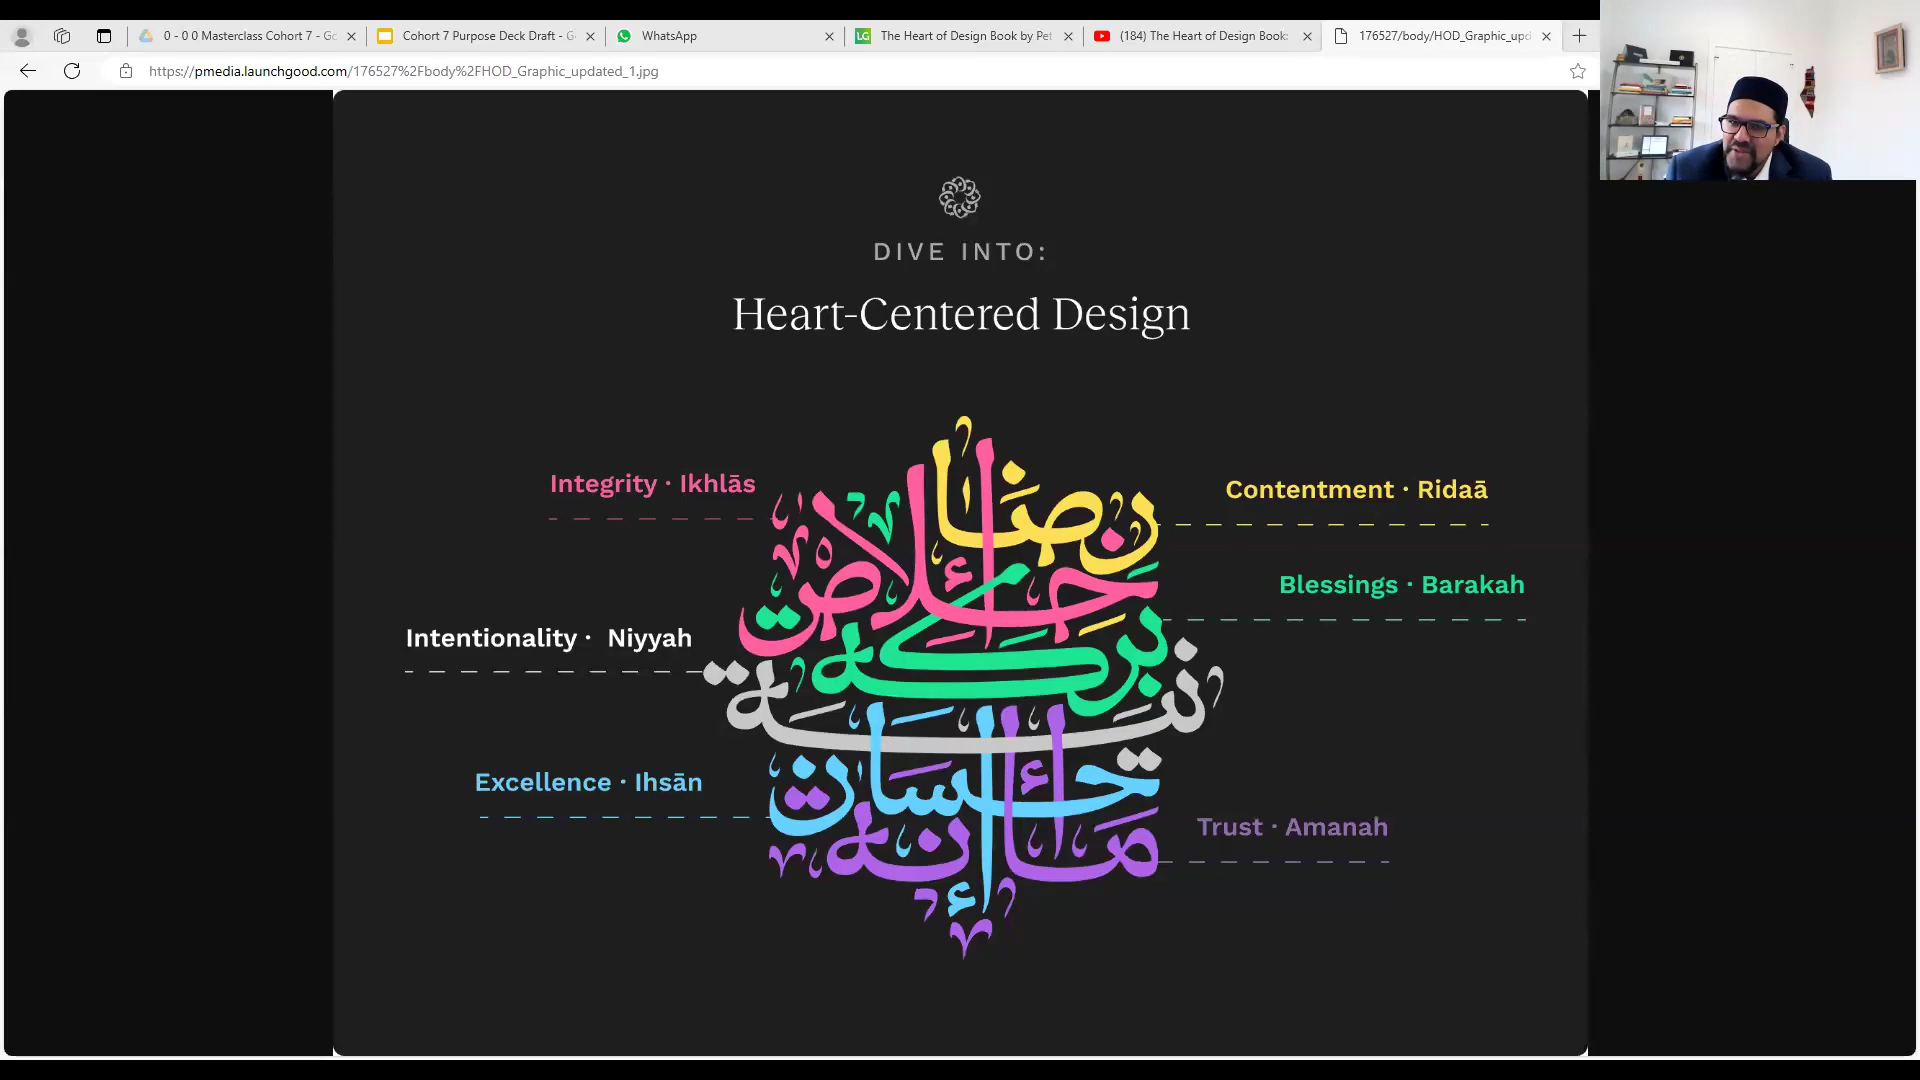 0 - 0 0 Masterclass Cohort 7 - Go
Cohort 7 Purpose Deck Draft - G
WhatsApp
LG
The Heart of Design Book by Pet
(184) The Heart of Design Book:
176527/body/HOD_Graphic_upd
https://pmedia.launchgood.com/176527%2Fbody%2FHOD_Graphic_updated_1.jpg
DIVE INTO:
Heart-Centered Design
Integrity · Ikhlās
Contentment · Ridaā
Blessings · Barakah
Intentionality · Niyyah
Excellence · Ihsān
Trust · Amanah